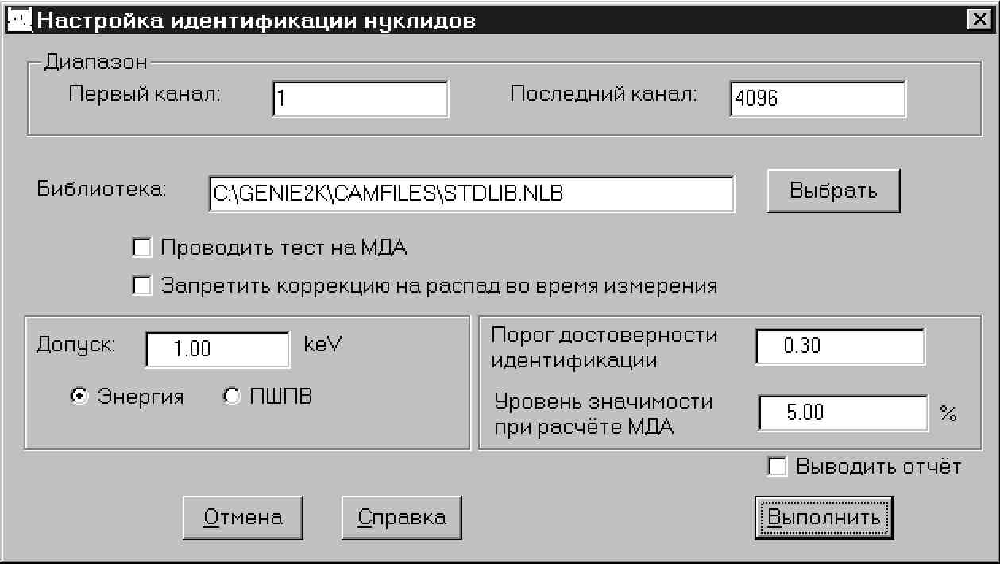 Настройка идентификации нуклидов
Диапазон
Первый канал: 1 Последний канал: 4096
Библиотека: C:\GENIE2K\CAMFILES\STDLIB.NLB Выбрать
Проводить тест на МДА
Запретить коррекцию на распад во время измерения
Допуск: 1.00 keV
Энергия ПШПВ
Порог достоверности
идентификации 0.30
Уровень значимости
при расчёте МДА 5.00 %
Выводить отчёт
Отмена Справка Выполнить